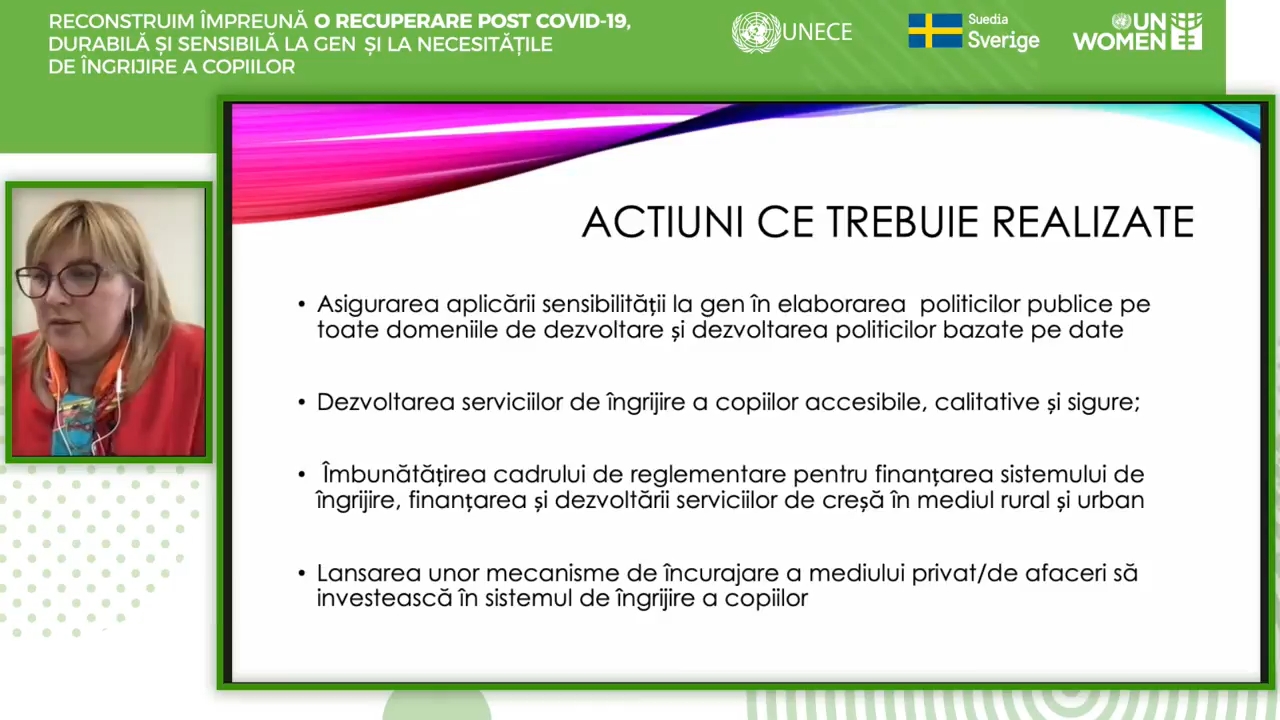 RECONSTRUIM ÎMPREUNĂ O RECUPERARE POST COVID-19,
DURABILĂ ȘI SENSIBILĂ LA GEN ȘI LA NECESITĂȚILE
DE ÎNGRIJIRE A COPIILOR
UNECE
Suedia
Sverige
UN
WOMEN
ACTIUNI CE TREBUIE REALIZATE
• Asigurarea aplicării sensibilității la gen în elaborarea politicilor publice pe
toate domeniile de dezvoltare și dezvoltarea politicilor bazate pe date
• Dezvoltarea serviciilor de îngrijire a copiilor accesibile, calitative și sigure;
• Îmbunătățirea cadrului de reglementare pentru finanțarea sistemului de
îngrijire, finanțarea și dezvoltării serviciilor de creșă în mediul rural și urban
• Lansarea unor mecanisme de încurajare a mediului privat/de afaceri să
investească în sistemul de îngrijire a copiilor